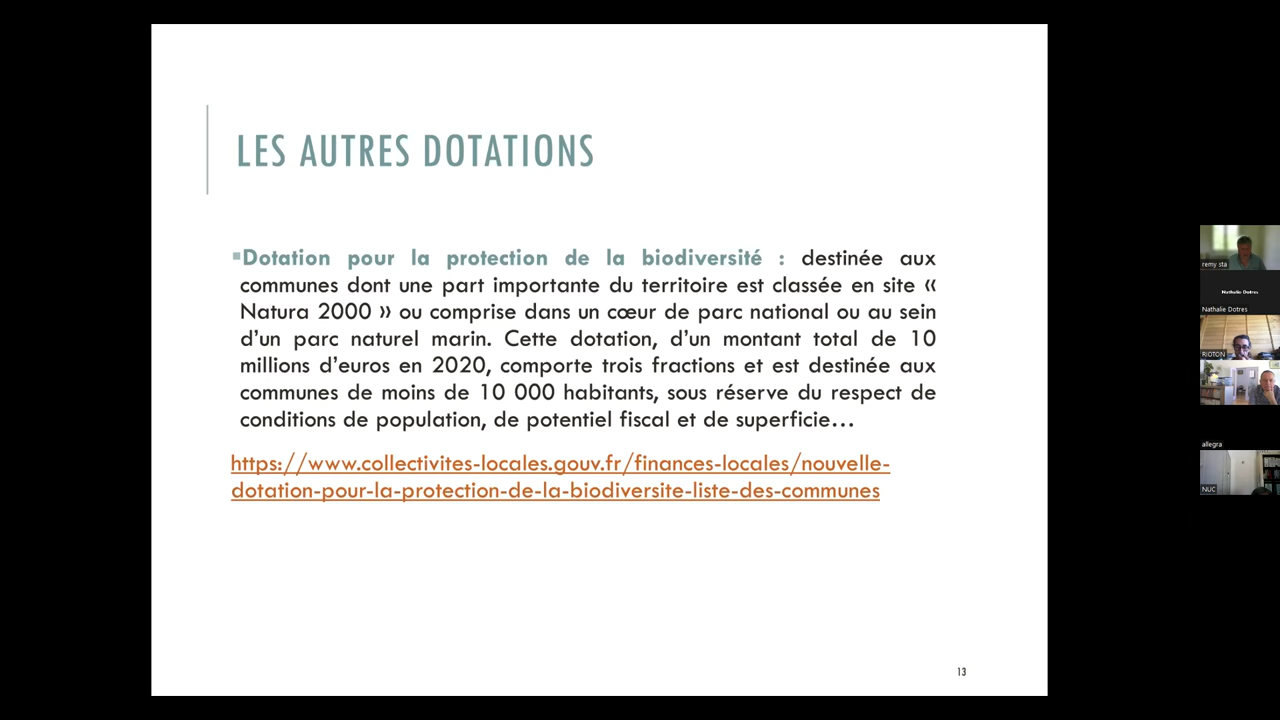 LES AUTRES DOTATIONS
▪Dotation pour la protection de la biodiversité : destinée aux
communes dont une part importante du territoire est classée en site «
Natura 2000 » ou comprise dans un cœur de parc national ou au sein
d’un parc naturel marin. Cette dotation, d’un montant total de 10
millions d’euros en 2020, comporte trois fractions et est destinée aux
communes de moins de 10 000 habitants, sous réserve du respect de
conditions de population, de potentiel fiscal et de superficie…
https://www.collectivites-locales.gouv.fr/finances-locales/nouvelle-
dotation-pour-la-protection-de-la-biodiversite-liste-des-communes
13
remy sta
Nathalie Dotres
Nathalie Dotres
RIOTON
allegra
NUC